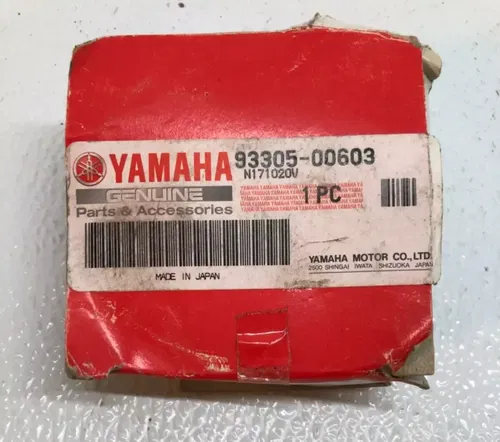 YAMAHA 93305-00603
N171020V
GENUINE
Parts & Accessories
1 PC
MADE IN JAPAN
YAMAHA MOTOR CO.,LTD.
2500 SHINGAI IWATA SHIZUOKA JAPAN